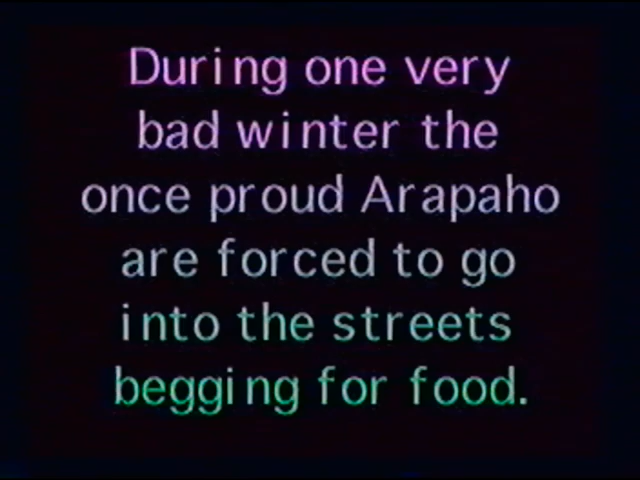 During one very
bad winter the
once proud Arapaho
are forced to go
into the streets
begging for food.